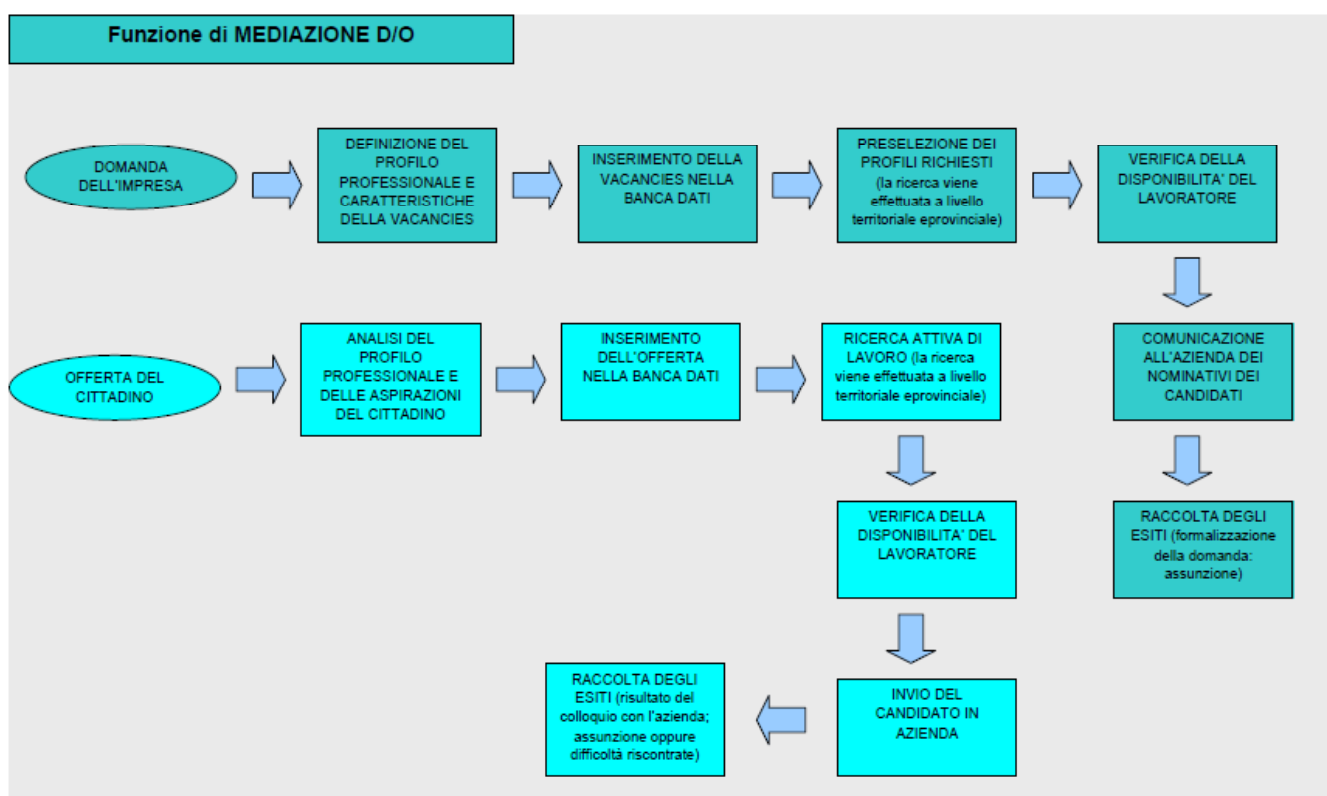 Funzione di MEDIAZIONE D/O
DOMANDA
DELL'IMPRESA
DEFINIZIONE DEL
PROFILO
PROFESSIONALE E
CARATTERISTICHE
DELLA VACANCIES
INSERIMENTO DELLA
VACANCIES NELLA
BANCA DATI
PRESELEZIONE DEI
PROFILI RICHIESTI
(la ricerca viene
effettuata a livello
territoriale eprovinciale)
VERIFICA DELLA
DISPONIBILITA' DEL
LAVORATORE
COMUNICAZIONE
ALL'AZIENDA DEI
NOMINATIVI DEI
CANDIDATI
RACCOLTA DEGLI
ESITI (formalizzazione
della domanda:
assunzione)
OFFERTA DEL
CITTADINO
ANALISI DEL
PROFILO
PROFESSIONALE E
DELLE ASPIRAZIONI
DEL CITTADINO
INSERIMENTO
DELL'OFFERTA
NELLA BANCA DATI
RICERCA ATTIVA DI
LAVORO (la ricerca
viene effettuata a livello
territoriale eprovinciale)
VERIFICA DELLA
DISPONIBILITA' DEL
LAVORATORE
INVIO DEL
CANDIDATO IN
AZIENDA
RACCOLTA DEGLI
ESITI (risultato del
colloquio con l'azienda;
assunzione oppure
difficoltà riscontrate)